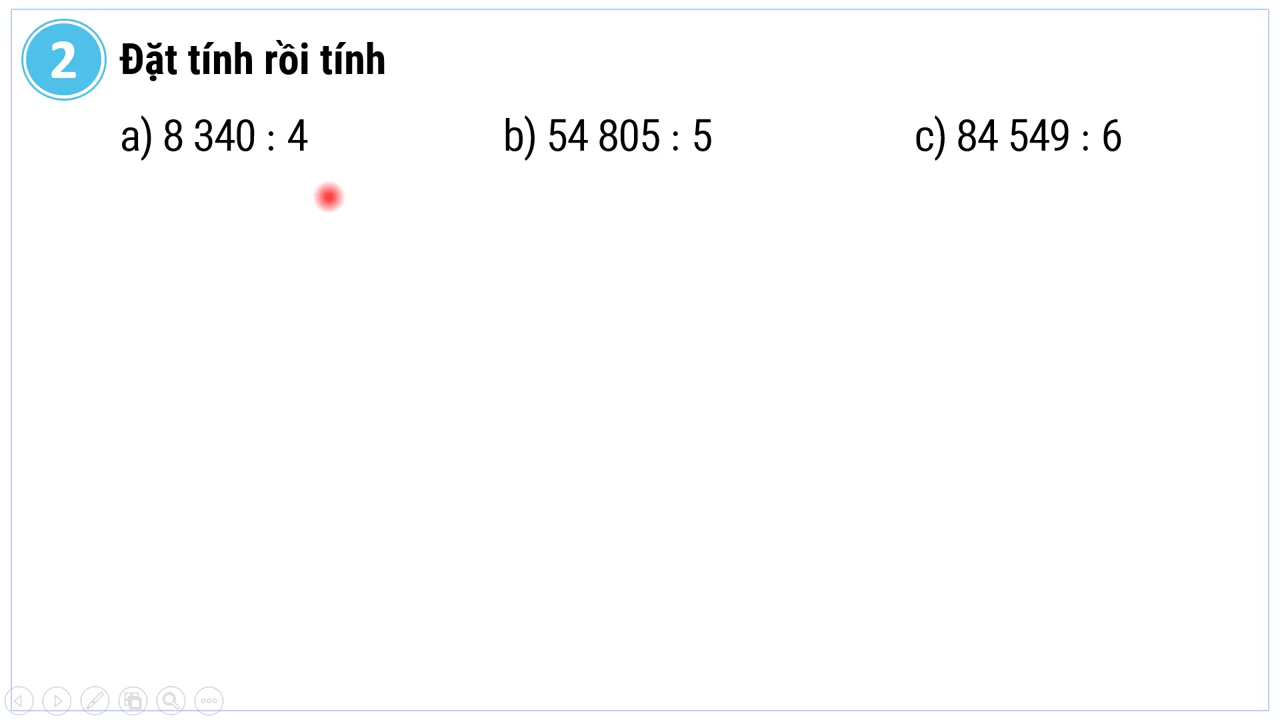 2 Đặt tính rồi tính
a) 8 340 : 4 b) 54 805 : 5 c) 84 549 : 6